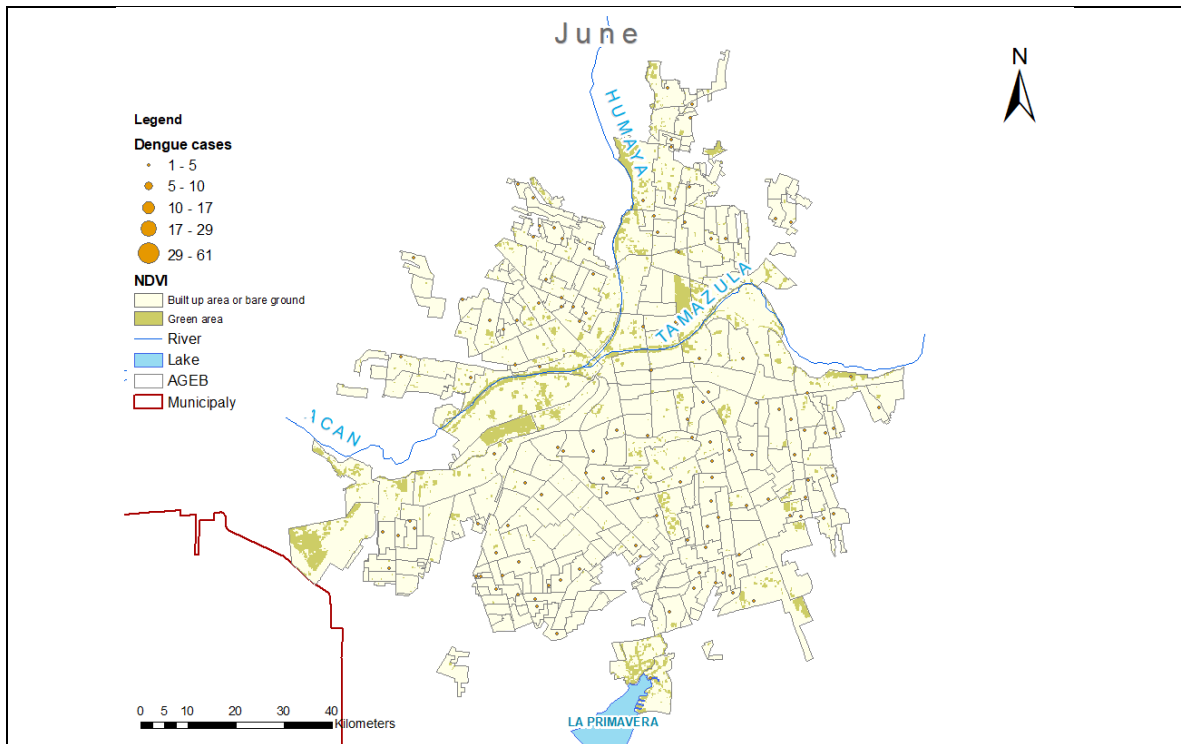 June
N
HUMAYA
Legend
Dengue cases
1 - 5
5 - 10
10 - 17
17 - 29
29 - 61
NDVI
Built up area or bare ground
Green area
River
Lake
AGEB
Municipaly
TAMAZULA
ACAN
0 5 10 20 30 40
Kilometers
LA PRIMAVERA